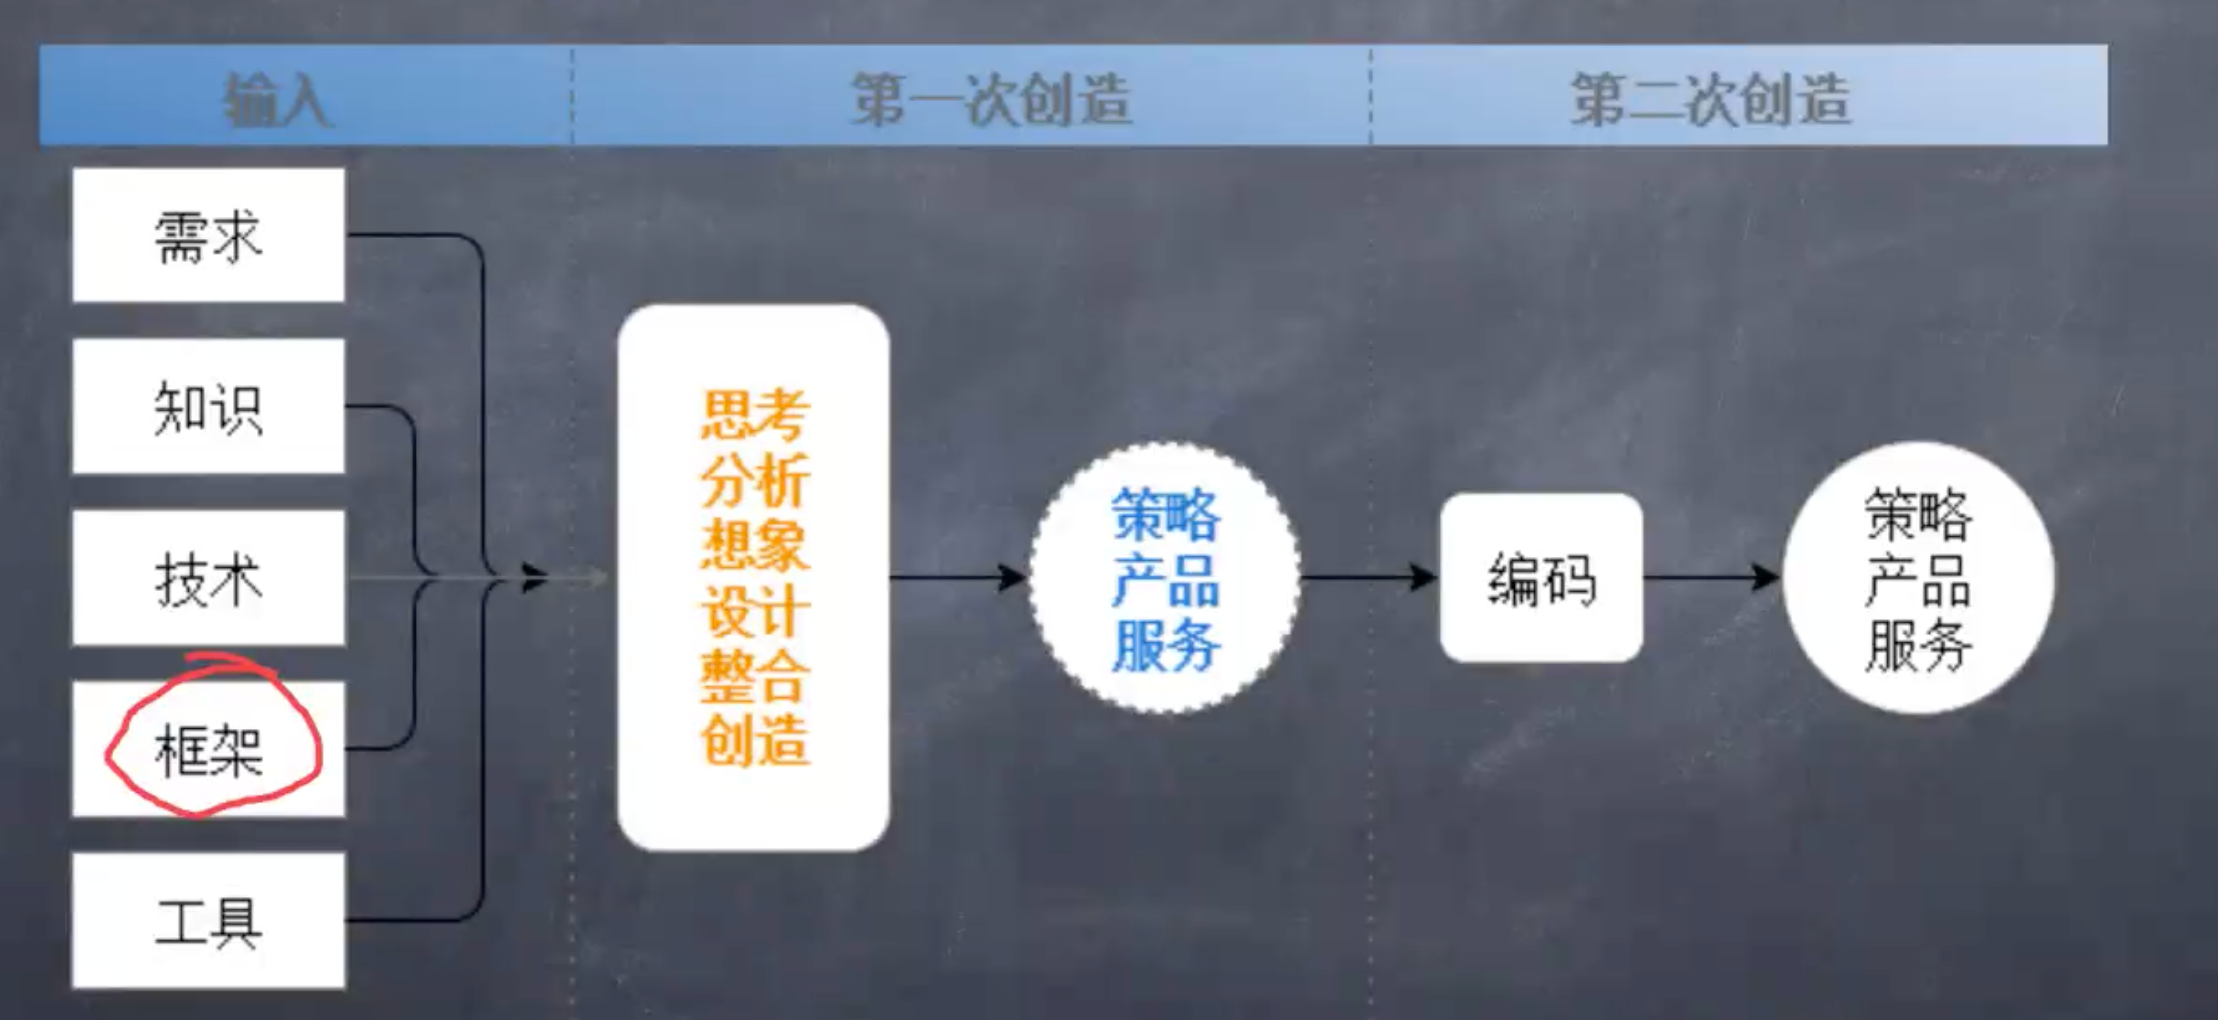 输入
第一次创造
第二次创造
需求
知识
技术
框架
工具
思考
分析
想象
设计
整合
创造
策略
产品
服务
编码
策略
产品
服务